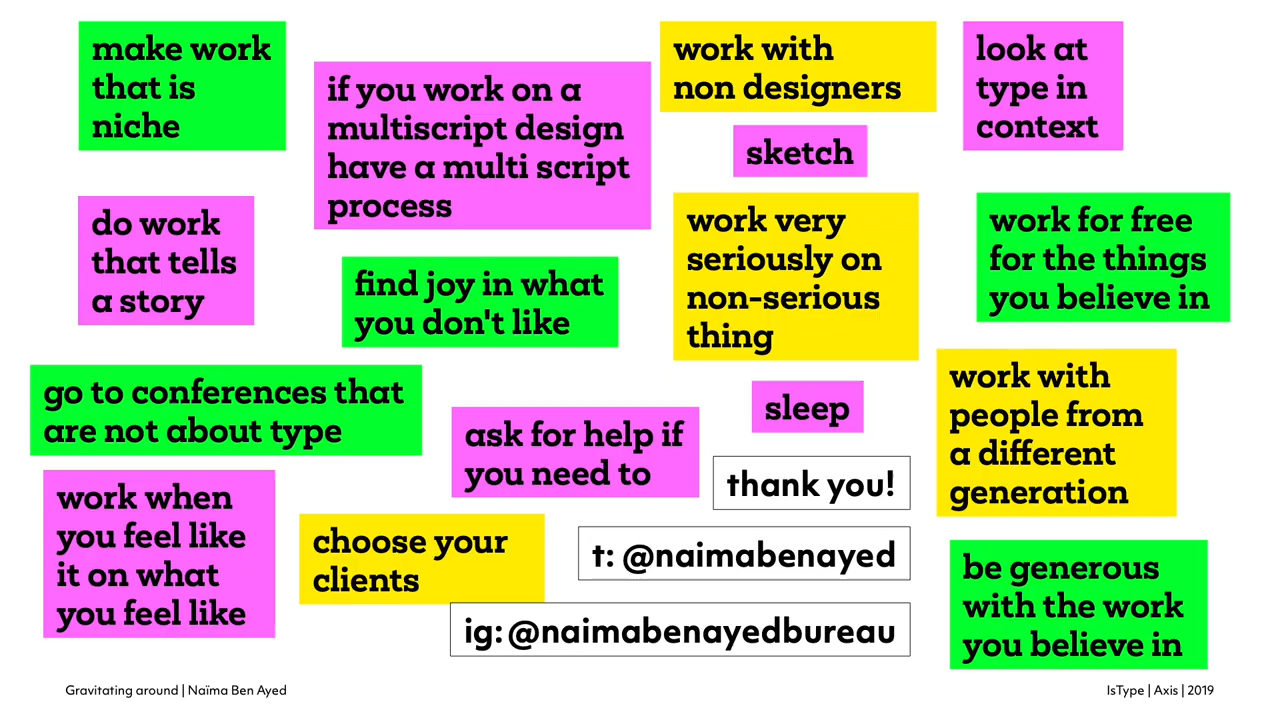 make work
that is
niche
if you work on a
multiscript design
have a multi script
process
work with
non designers
look at
type in
context
sketch
do work
that tells
a story
find joy in what
you don't like
work very
seriously on
non-serious
thing
work for free
for the things
you believe in
go to conferences that
are not about type
ask for help if
you need to
sleep
work with
people from
a different
generation
thank you!
work when
you feel like
it on what
you feel like
choose your
clients
t: @naimabenayed
ig: @naimabenayedbureau
be generous
with the work
you believe in
Gravitating around | Naïma Ben Ayed
IsType | Axis | 2019